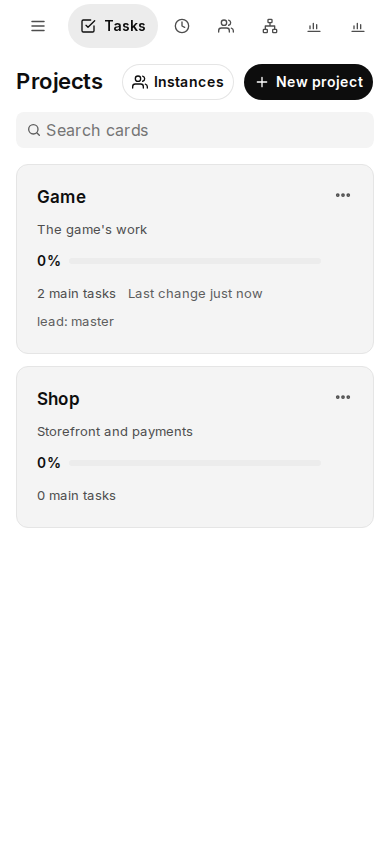 Tasks
Projects
Instances
New project
Search cards
Game
The game's work
0%
2 main tasks Last change just now
lead: master
Shop
Storefront and payments
0%
0 main tasks